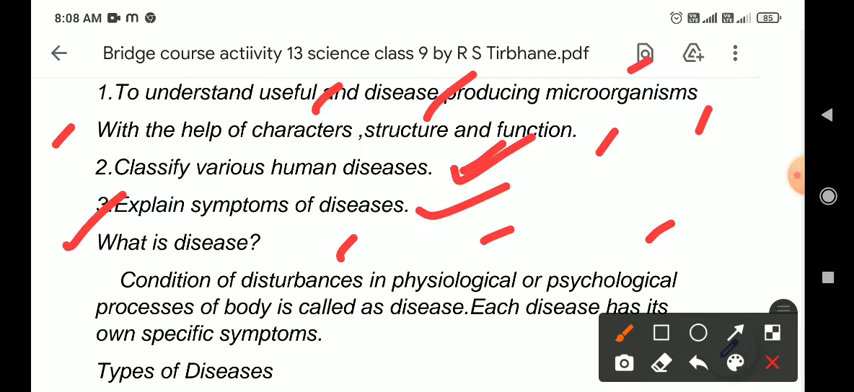 8:08 AM
85
Bridge course actiivity 13 science class 9 by R S Tirbhane.pdf
1.To understand useful and disease producing microorganisms
With the help of characters ,structure and function.
2.Classify various human diseases.
3.Explain symptoms of diseases.
What is disease?
Condition of disturbances in physiological or psychological
processes of body is called as disease.Each disease has its
own specific symptoms.
Types of Diseases